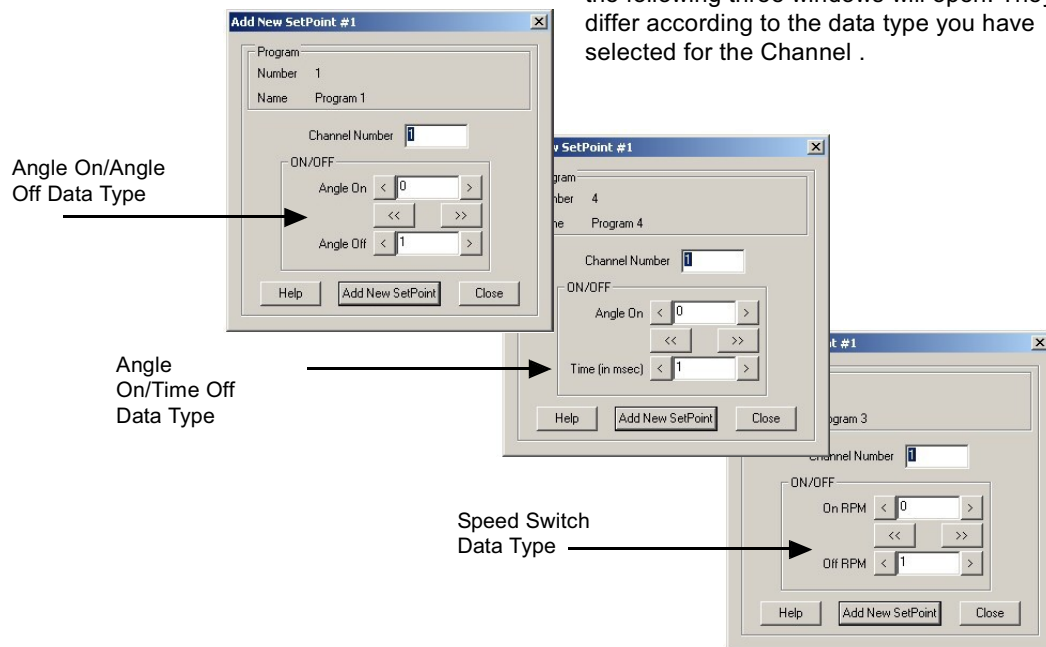 the following three windows will open. They
differ according to the data type you have
selected for the Channel .
Add New SetPoint #1
Program
Number 1
Name Program 1
Channel Number 1
ON/OFF
Angle On < 0 >
<< >>
Angle Off < 1 >
Help Add New SetPoint Close
Angle On/Angle
Off Data Type
SetPoint #1
4
Program 4
Channel Number 1
ON/OFF
Angle On < 0 >
<< >>
Time (in msec) < 1 >
Help Add New SetPoint Close
Angle
On/Time Off
Data Type
#1
Program 3
Channel Number 1
ON/OFF
On RPM < 0 >
<< >>
Off RPM < 1 >
Help Add New SetPoint Close
Speed Switch
Data Type